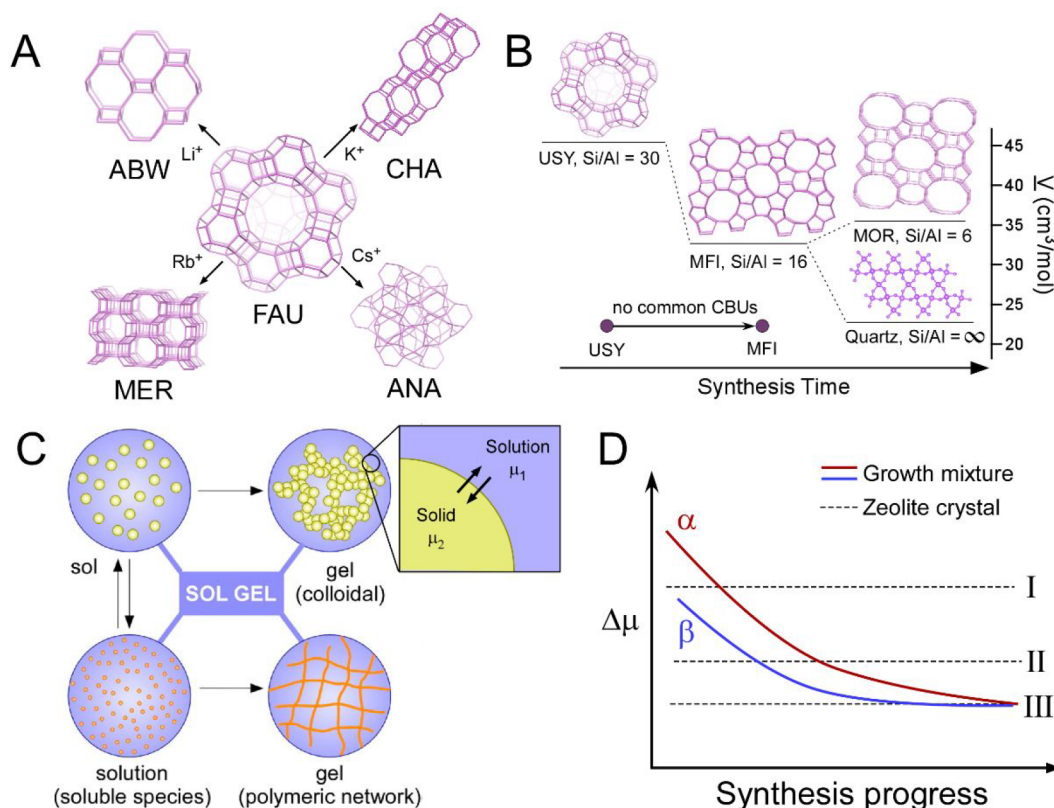 A
ABW
Li⁺
K⁺
CHA
FAU
Rb⁺
Cs⁺
MER
ANA
B
USY, Si/Al = 30
MFI, Si/Al = 16
MOR, Si/Al = 6
Quartz, Si/Al = ∞
no common CBUs
USY
MFI
Synthesis Time
45
40
35
30
25
20
V (cm³/mol)
C
sol
SOL GEL
gel
(colloidal)
Solution
μ₁
Solid
μ₂
solution
(soluble species)
gel
(polymeric network)
D
Growth mixture
Zeolite crystal
α
β
Δμ
I
II
III
Synthesis progress